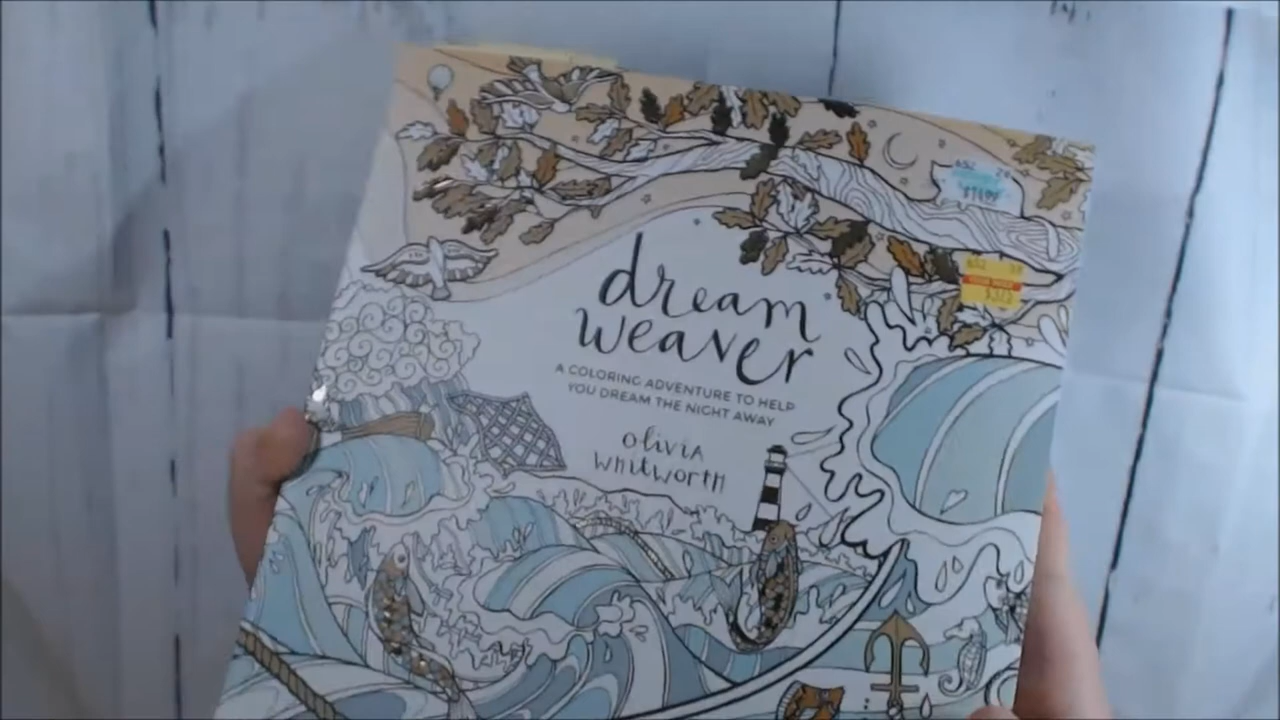 dream
weaver
A COLORING ADVENTURE TO HELP
YOU DREAM THE NIGHT AWAY
olivia
whitworth